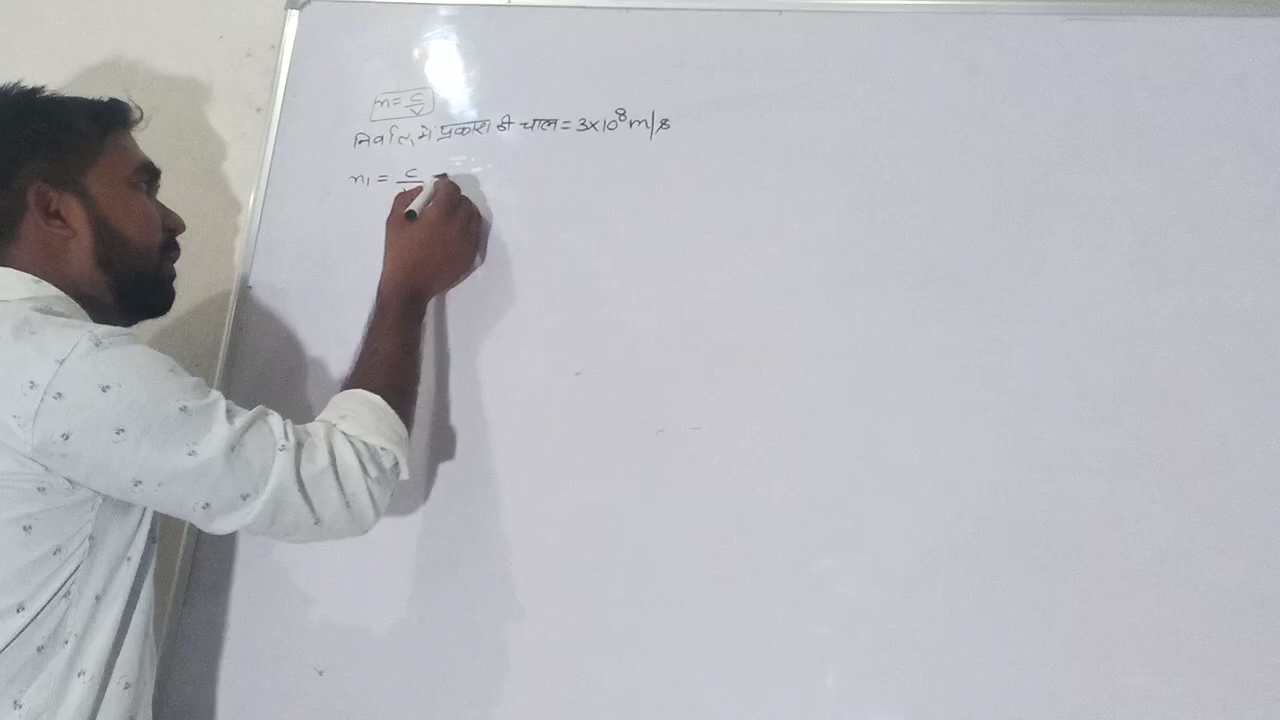 n = c/v
निर्वात में प्रकाश की चाल = 3×10⁸ m/s
n₁ = c/